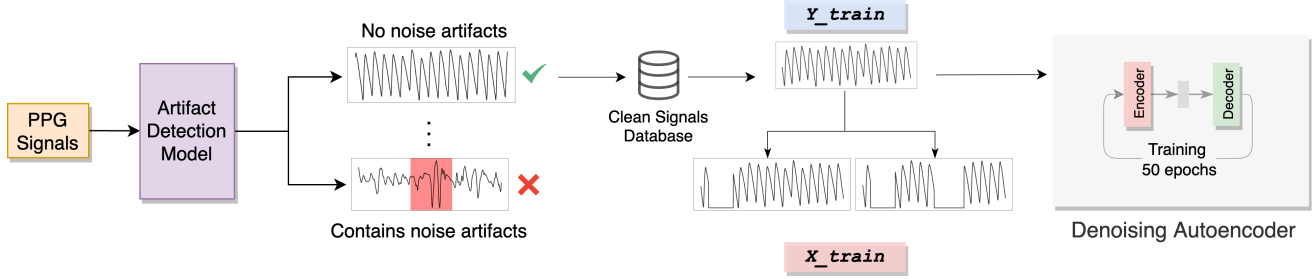 PPG
Signals
Artifact
Detection
Model
No noise artifacts
Contains noise artifacts
Clean Signals
Database
Y_train
X_train
Encoder
Decoder
Training
50 epochs
Denoising Autoencoder